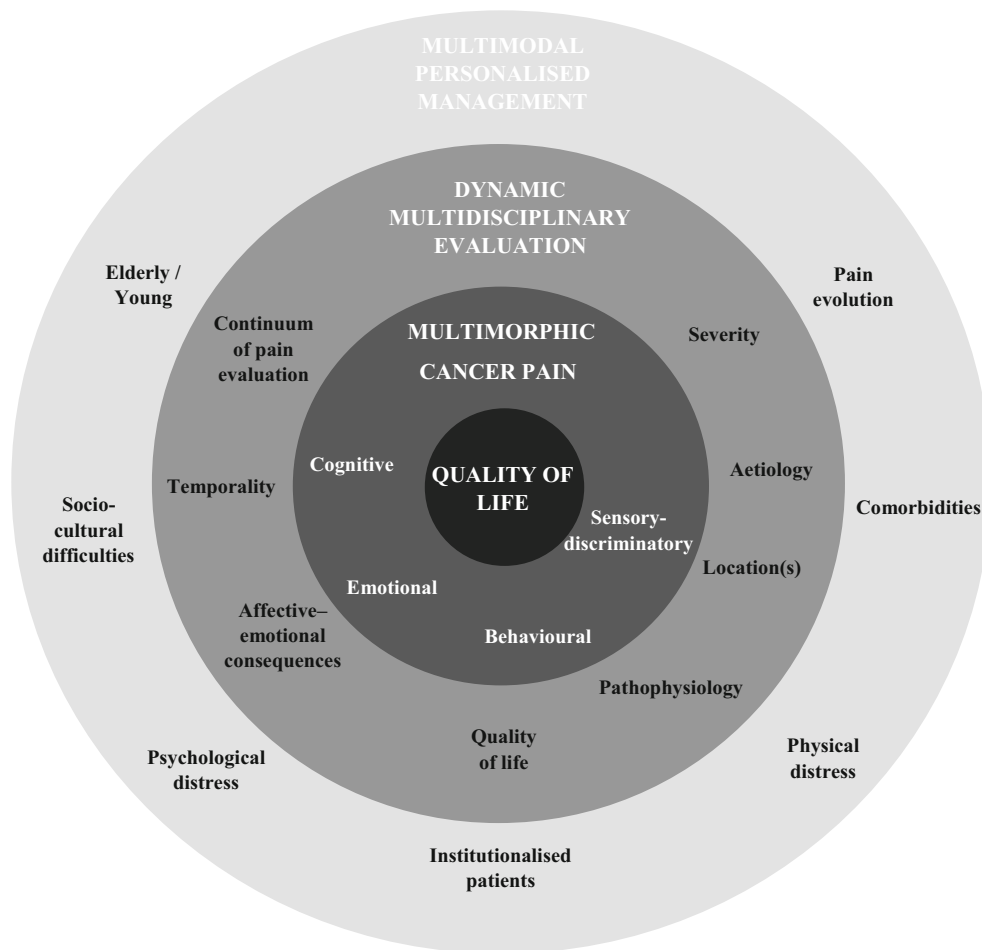 MULTIMODAL
PERSONALISED
MANAGEMENT
DYNAMIC
MULTIDISCIPLINARY
EVALUATION
Elderly /
Young
Pain
evolution
Continuum
of pain
evaluation
MULTIMORPHIC
CANCER PAIN
Severity
Cognitive
QUALITY OF
LIFE
Aetiology
Temporality
Socio-
cultural
difficulties
Sensory-
discriminatory
Comorbidities
Location(s)
Emotional
Affective–
emotional
consequences
Behavioural
Pathophysiology
Quality
of life
Psychological
distress
Physical
distress
Institutionalised
patients